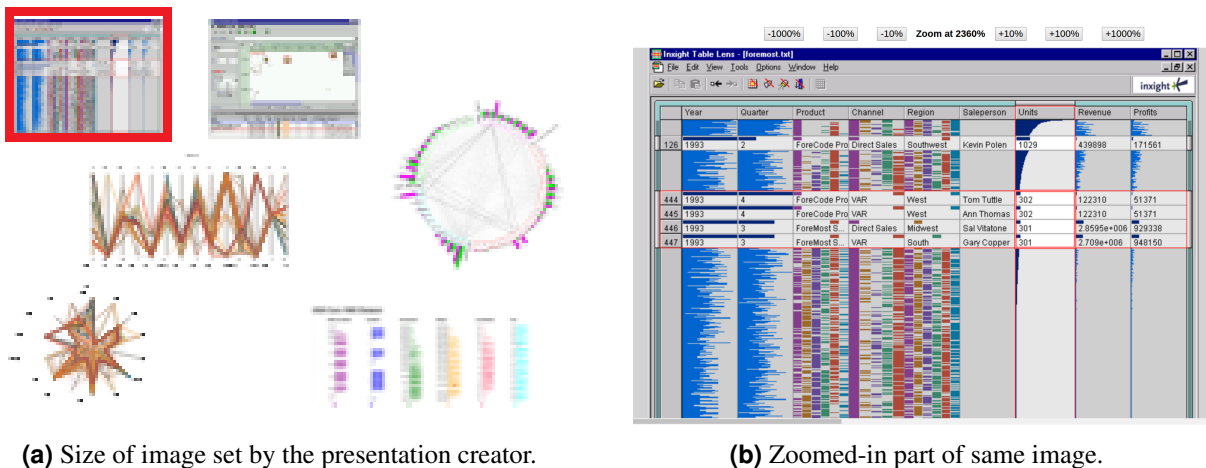 -1000% -100% -10% Zoom at 2360% +10% +100% +1000%
Inxight Table Lens - [foremost.txt]
File Edit View Tools Options Window Help
inxight
Year Quarter Product Channel Region Saleperson Units Revenue Profits
126 1993 2 ForeCode Pro Direct Sales Southwest Kevin Polen 1029 439898 171561
444 1993 4 ForeCode Pro VAR West Tom Tuttle 302 122310 51371
445 1993 4 ForeCode Pro VAR West Ann Thomas 302 122310 51371
446 1993 3 ForeMost S... Direct Sales Midwest Sal Vitatone 301 2.8595e+006 929338
447 1993 3 ForeMost S... VAR South Gary Copper 301 2.709e+006 948150
(a) Size of image set by the presentation creator.
(b) Zoomed-in part of same image.